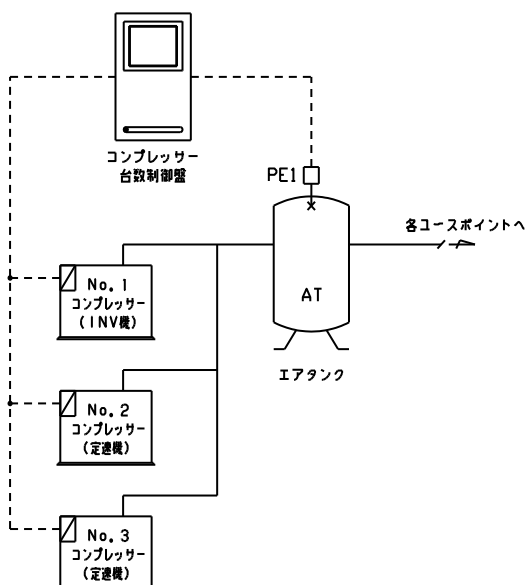 コンプレッサー
台数制御盤
PE1
各ユースポイントへ
No. 1
コンプレッサー
(INV機)
AT
エアタンク
No. 2
コンプレッサー
(定速機)
No. 3
コンプレッサー
(定速機)